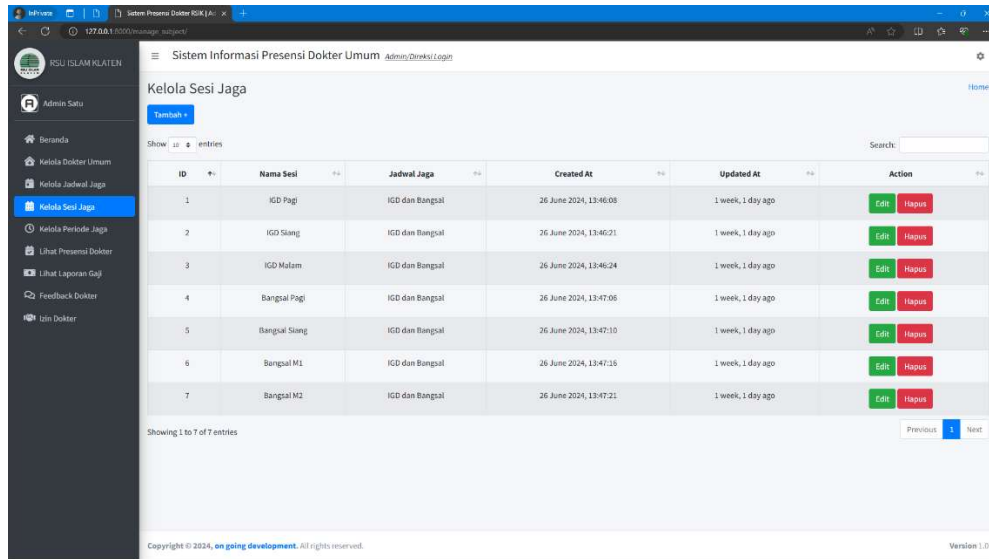 InPrivate
Sistem Presensi Dokter RSIK | Ad
127.0.0.1:8000/manage_subject/
RSU ISLAM KLATEN
Sistem Informasi Presensi Dokter Umum Admin/Direksi Login
Admin Satu
Beranda
Kelola Dokter Umum
Kelola Jadwal Jaga
Kelola Sesi Jaga
Kelola Periode Jaga
Lihat Presensi Dokter
Lihat Laporan Gaji
Feedback Dokter
Izin Dokter
Kelola Sesi Jaga
Home
Tambah +
Show 10 entries
Search:
ID Nama Sesi Jadwal Jaga Created At Updated At Action
1 IGD Pagi IGD dan Bangsal 26 June 2024, 13:46:08 1 week, 1 day ago Edit Hapus
2 IGD Siang IGD dan Bangsal 26 June 2024, 13:46:21 1 week, 1 day ago Edit Hapus
3 IGD Malam IGD dan Bangsal 26 June 2024, 13:46:24 1 week, 1 day ago Edit Hapus
4 Bangsal Pagi IGD dan Bangsal 26 June 2024, 13:47:06 1 week, 1 day ago Edit Hapus
5 Bangsal Siang IGD dan Bangsal 26 June 2024, 13:47:10 1 week, 1 day ago Edit Hapus
6 Bangsal M1 IGD dan Bangsal 26 June 2024, 13:47:16 1 week, 1 day ago Edit Hapus
7 Bangsal M2 IGD dan Bangsal 26 June 2024, 13:47:21 1 week, 1 day ago Edit Hapus
Showing 1 to 7 of 7 entries
Previous 1 Next
Copyright © 2024, on going development. All rights reserved.
Version 1.0